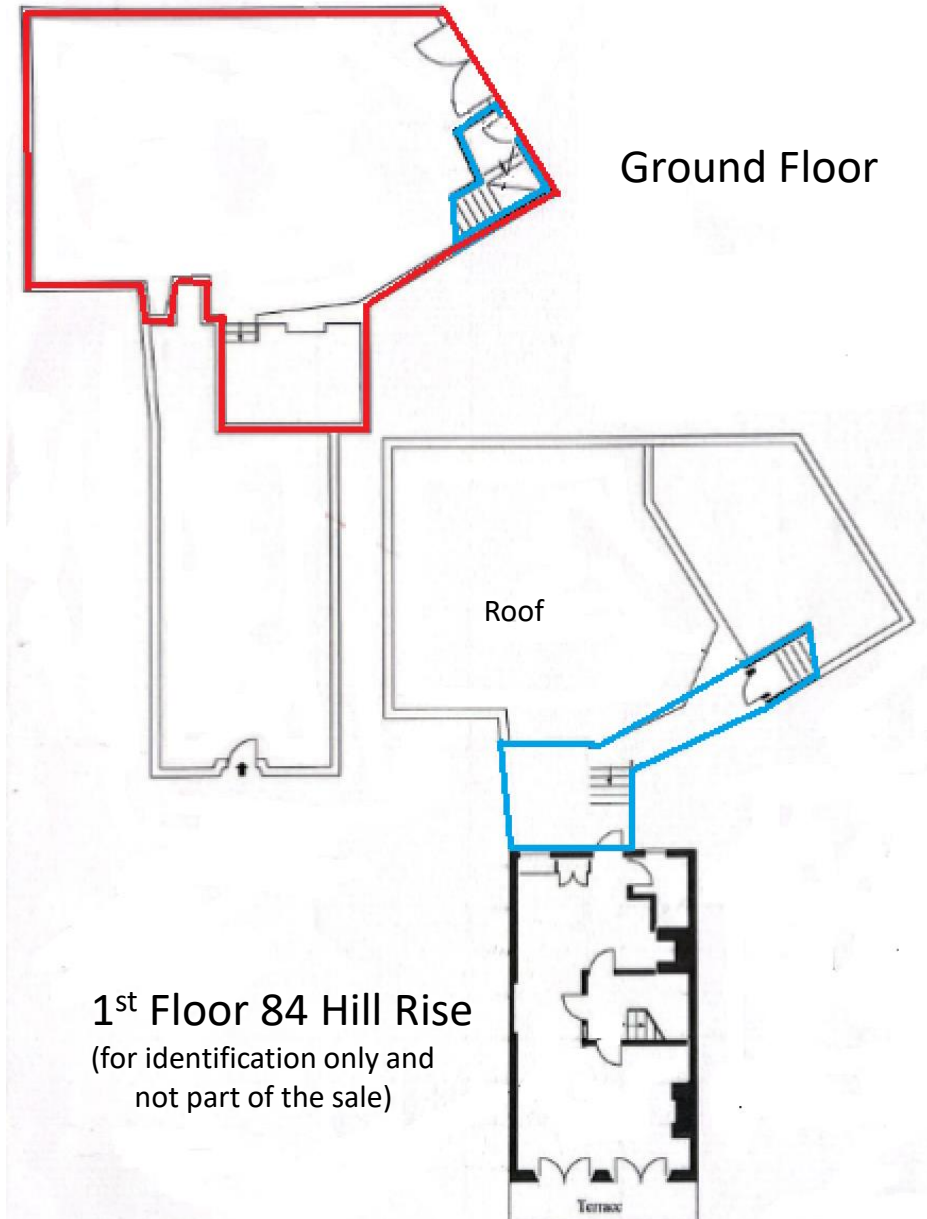 Ground Floor
Roof
1st Floor 84 Hill Rise
(for identification only and
not part of the sale)
Terrace